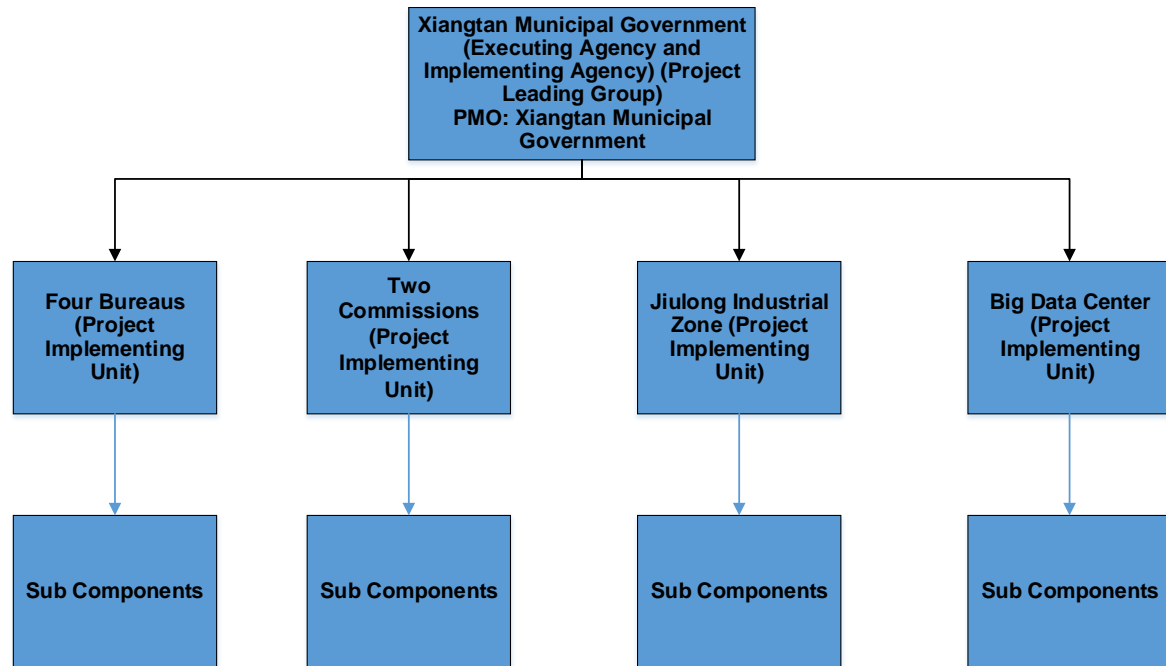 Xiangtan Municipal Government
(Executing Agency and
Implementing Agency) (Project
Leading Group)
PMO: Xiangtan Municipal
Government
Four Bureaus
(Project
Implementing
Unit)
Two
Commissions
(Project
Implementing
Unit)
Jiulong Industrial
Zone (Project
Implementing
Unit)
Big Data Center
(Project
Implementing
Unit)
Sub Components
Sub Components
Sub Components
Sub Components